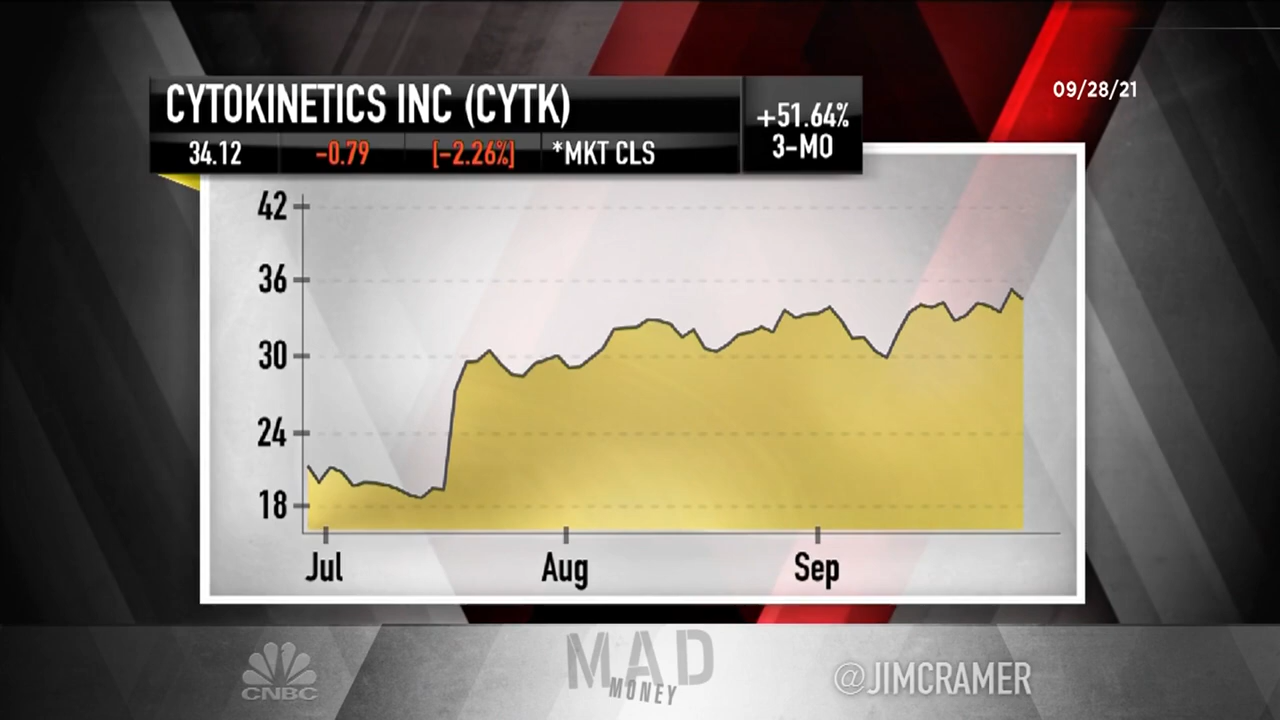 CYTOKINETICS INC (CYTK)
34.12 -0.79 [-2.26%] *MKT CLS
+51.64%
3-MO
09/28/21
42
36
30
24
18
Jul Aug Sep
CNBC
MAD
MONEY
@JIMCRAMER